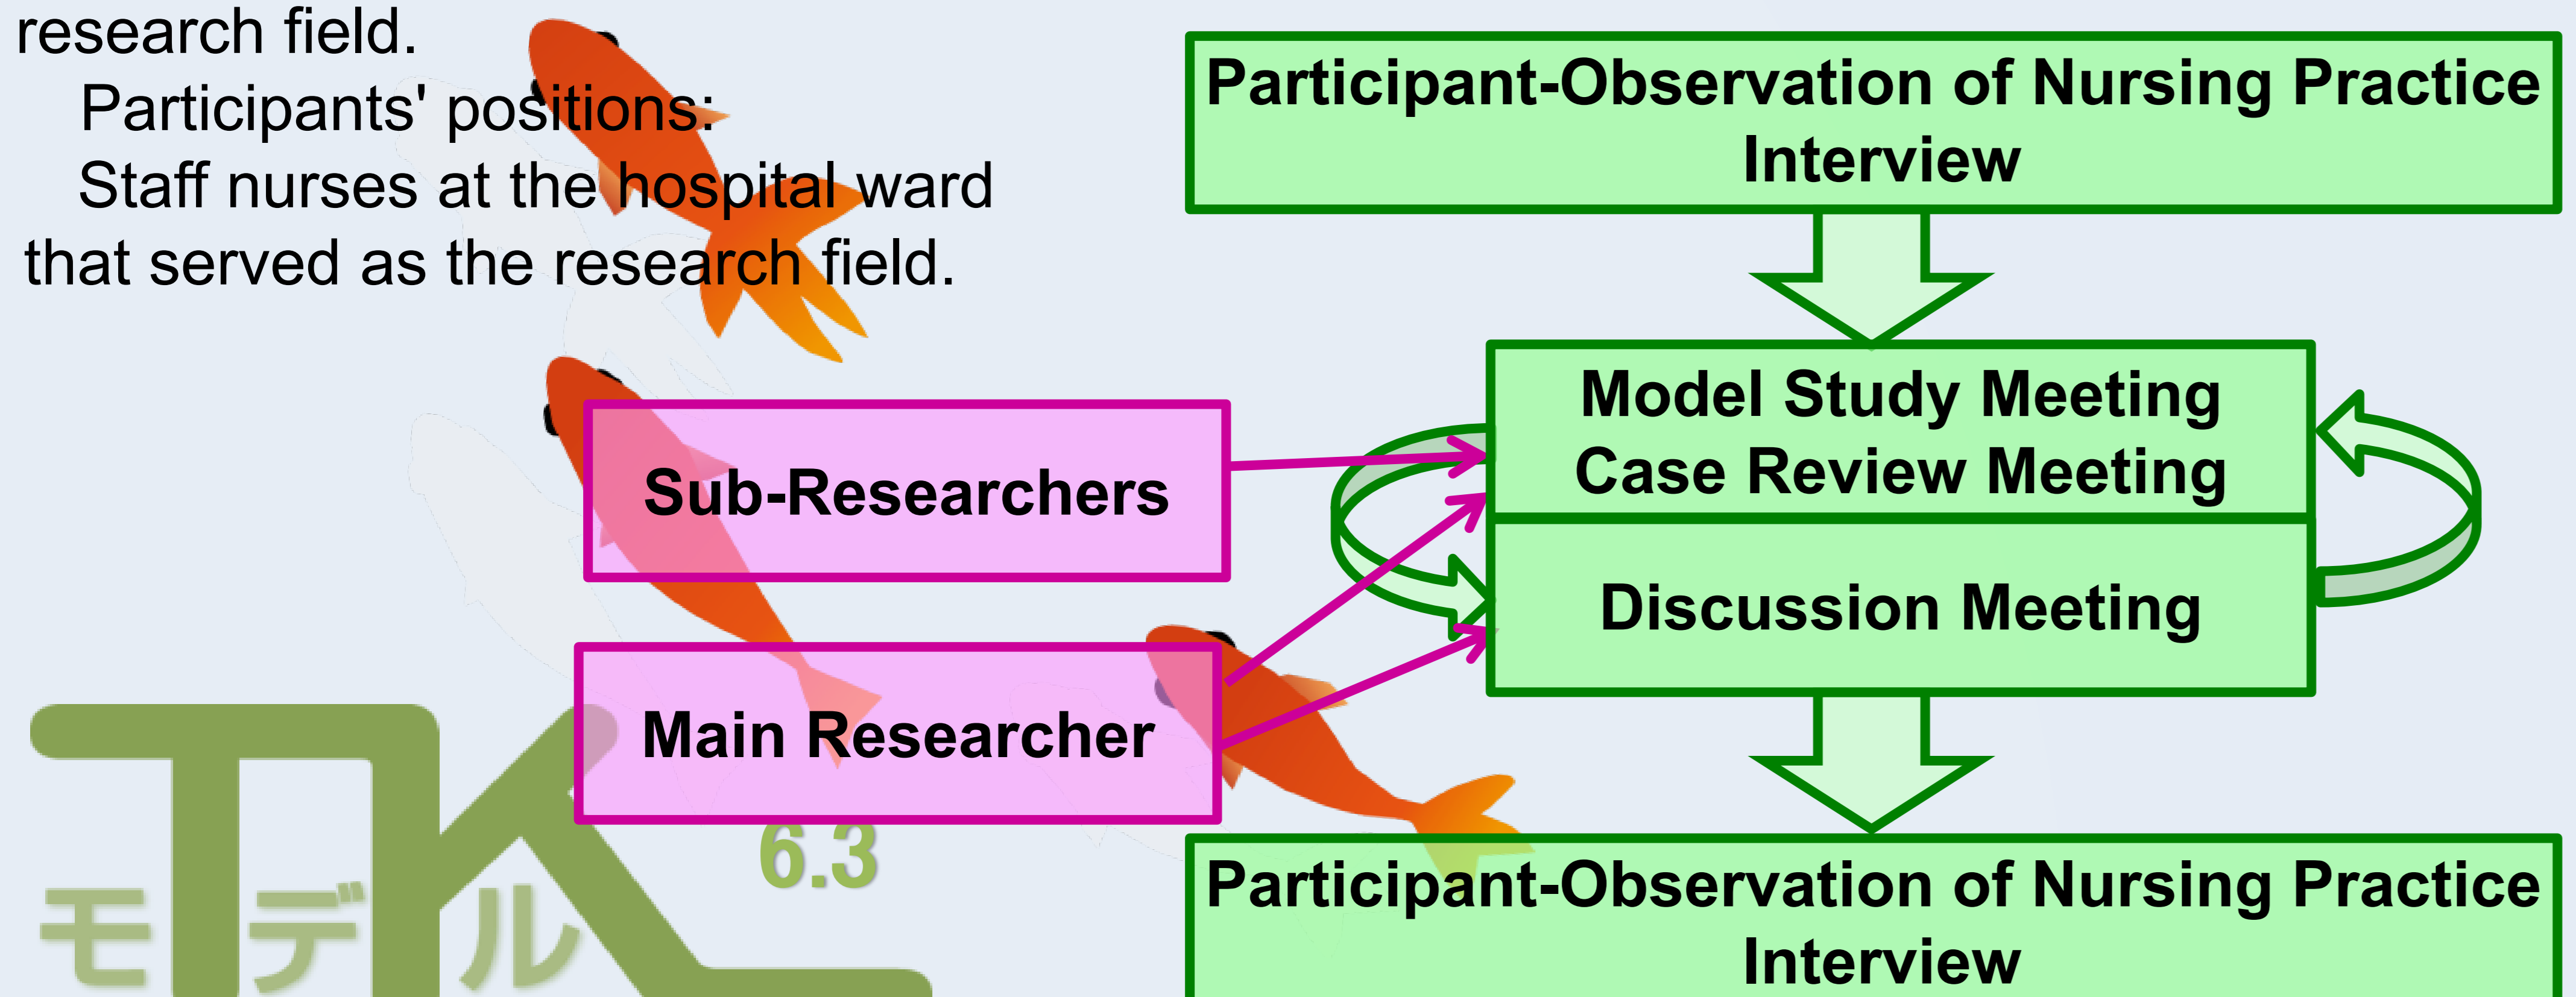 research field.
Participants' positions:
Staff nurses at the hospital ward
that served as the research field.
Participant-Observation of Nursing Practice
Interview
Model Study Meeting
Case Review Meeting
Discussion Meeting
Sub-Researchers
Main Researcher
TK
6.3
モデル
Participant-Observation of Nursing Practice
Interview